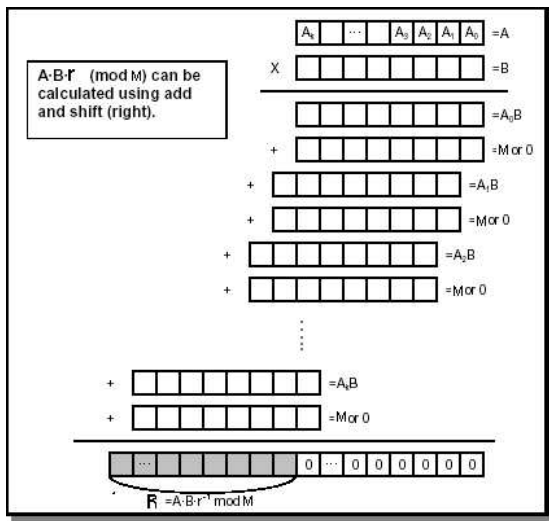 Aₖ ... A₃ A₂ A₁ A₀ =A
X =B
A·B·r (mod M) can be
calculated using add
and shift (right).
=A₀B
+ =M or 0
+ =A₁B
+ =M or 0
+ =A₂B
+ =M or 0
⋮
+ =AₖB
+ =M or 0
... 0 ... 0 0 0 0 0 0
R =A·B·r⁻¹ mod M